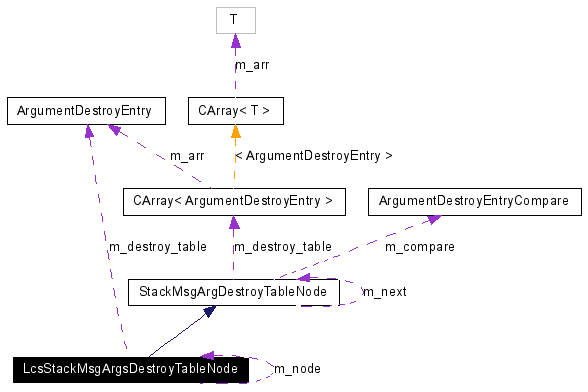 T
m_arr
ArgumentDestroyEntry
CArray< T >
m_arr
< ArgumentDestroyEntry >
CArray< ArgumentDestroyEntry >
ArgumentDestroyEntryCompare
m_destroy_table
m_destroy_table
m_compare
StackMsgArgDestroyTableNode
m_next
LcsStackMsgArgsDestroyTableNode
m_node